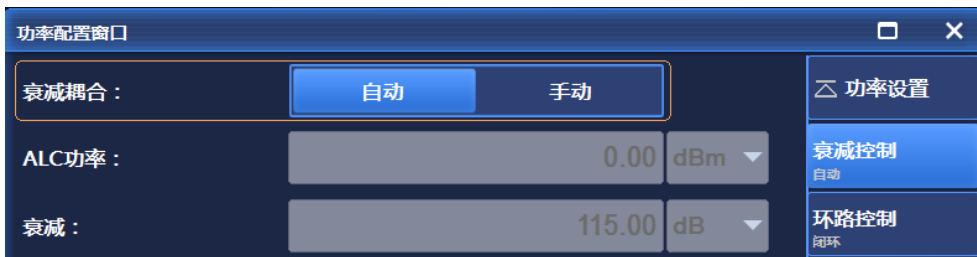 功率配置窗口
衰减耦合： 自动 手动
ALC功率： 0.00 dBm
衰减： 115.00 dB
功率设置
衰减控制
自动
环路控制
闭环